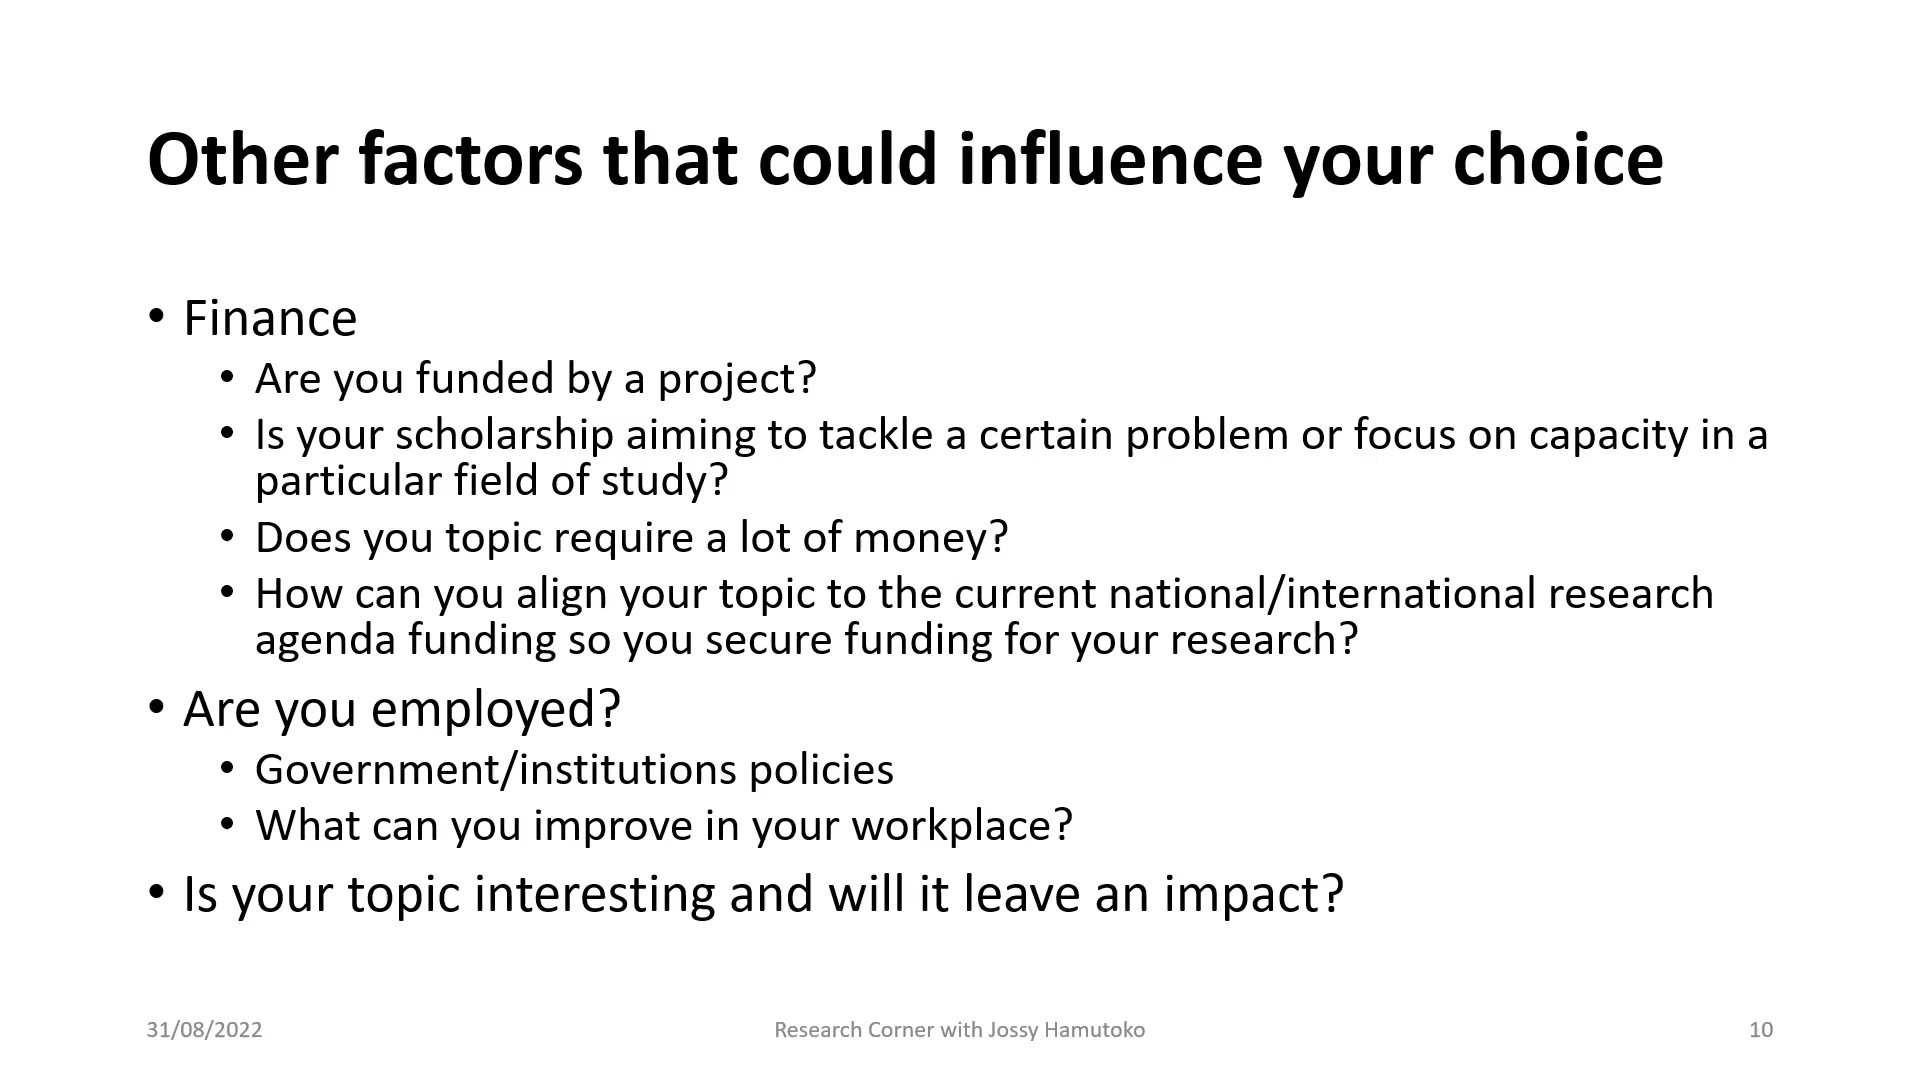 Other factors that could influence your choice
• Finance
• Are you funded by a project?
• Is your scholarship aiming to tackle a certain problem or focus on capacity in a
particular field of study?
• Does you topic require a lot of money?
• How can you align your topic to the current national/international research
agenda funding so you secure funding for your research?
• Are you employed?
• Government/institutions policies
• What can you improve in your workplace?
• Is your topic interesting and will it leave an impact?
31/08/2022
Research Corner with Jossy Hamutoko
10